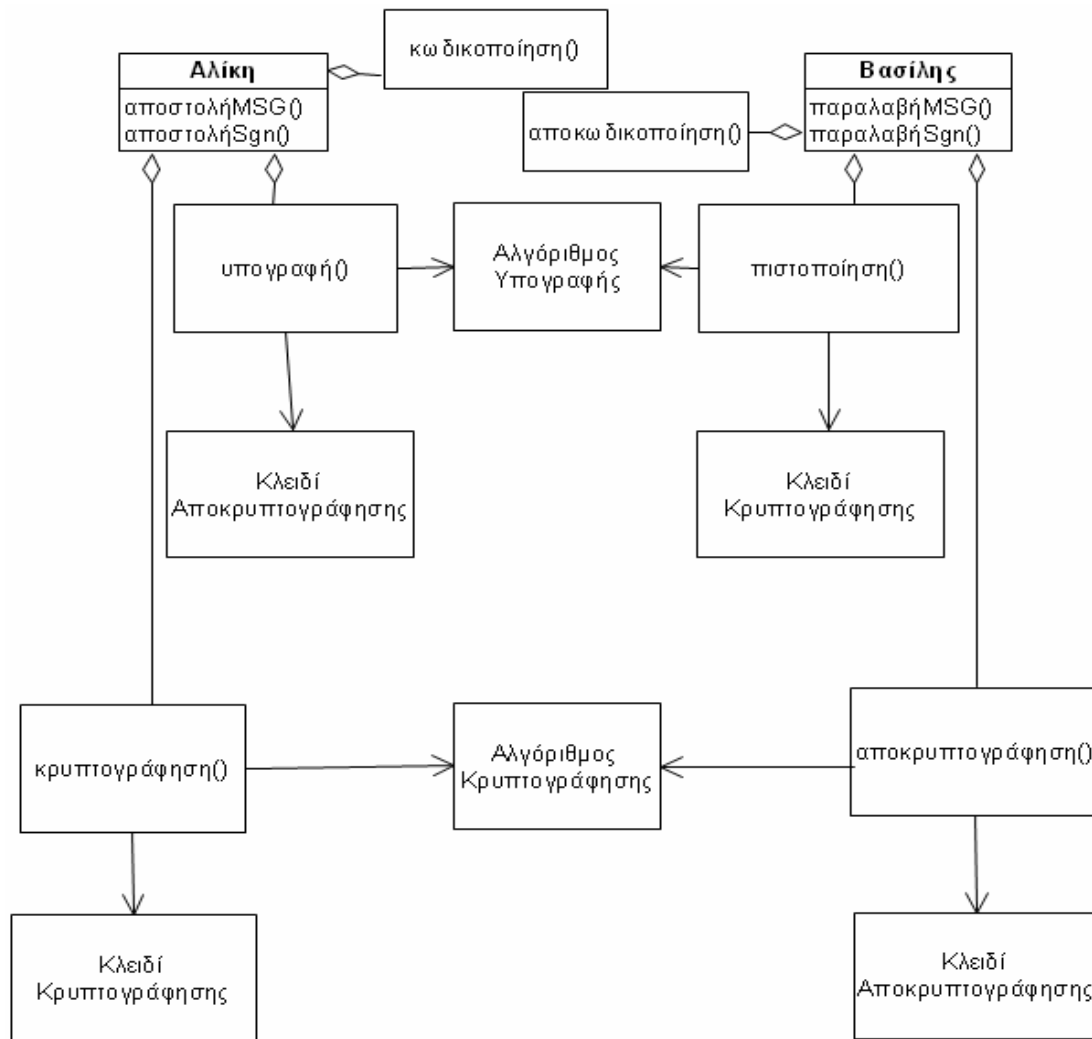 κωδικοποίηση()
Αλίκη
αποστολήMSG()
αποστολήSgn()
Βασίλης
παραλαβήMSG()
παραλαβήSgn()
αποκωδικοποίηση()
υπογραφή()
Αλγόριθμος
Υπογραφής
πιστοποίηση()
Κλειδί
Αποκρυπτογράφησης
Κλειδί
Κρυπτογράφησης
κρυπτογράφηση()
Αλγόριθμος
Κρυπτογράφησης
αποκρυπτογράφηση()
Κλειδί
Κρυπτογράφησης
Κλειδί
Αποκρυπτογράφησης